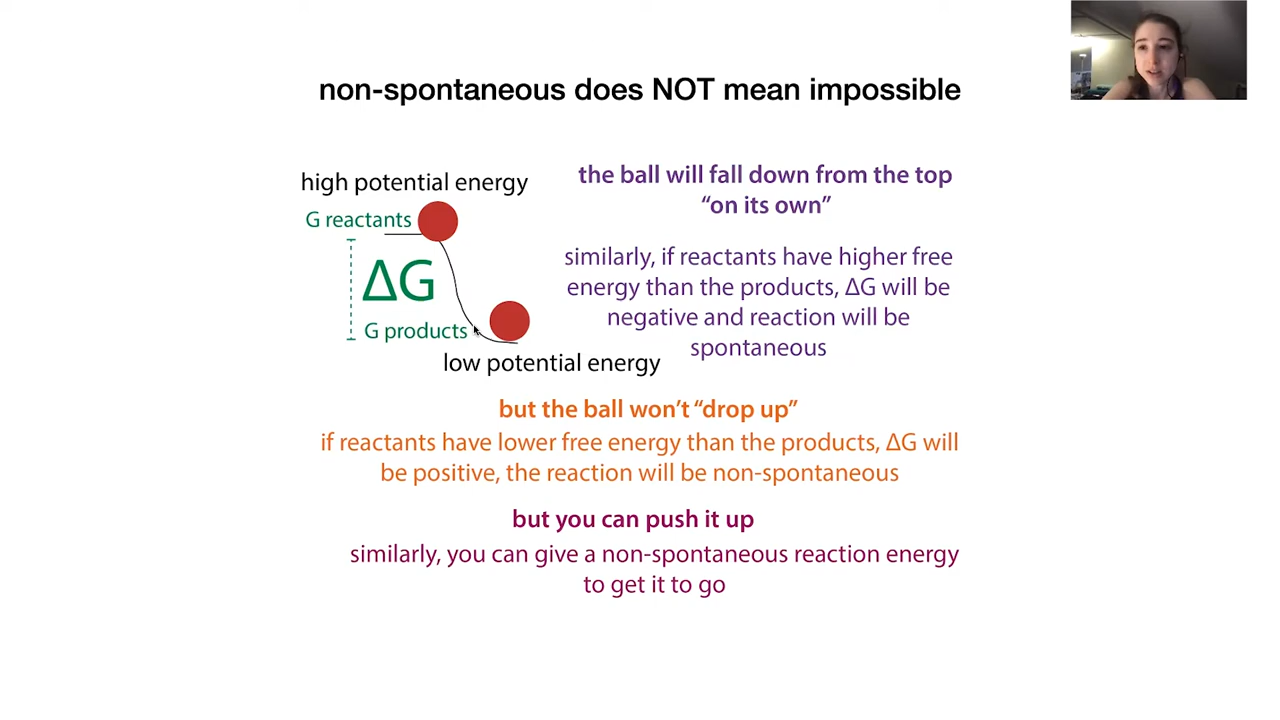 non-spontaneous does NOT mean impossible
high potential energy
G reactants
ΔG
G products
low potential energy
the ball will fall down from the top
“on its own”
similarly, if reactants have higher free
energy than the products, ΔG will be
negative and reaction will be
spontaneous
but the ball won’t “drop up”
if reactants have lower free energy than the products, ΔG will
be positive, the reaction will be non-spontaneous
but you can push it up
similarly, you can give a non-spontaneous reaction energy
to get it to go